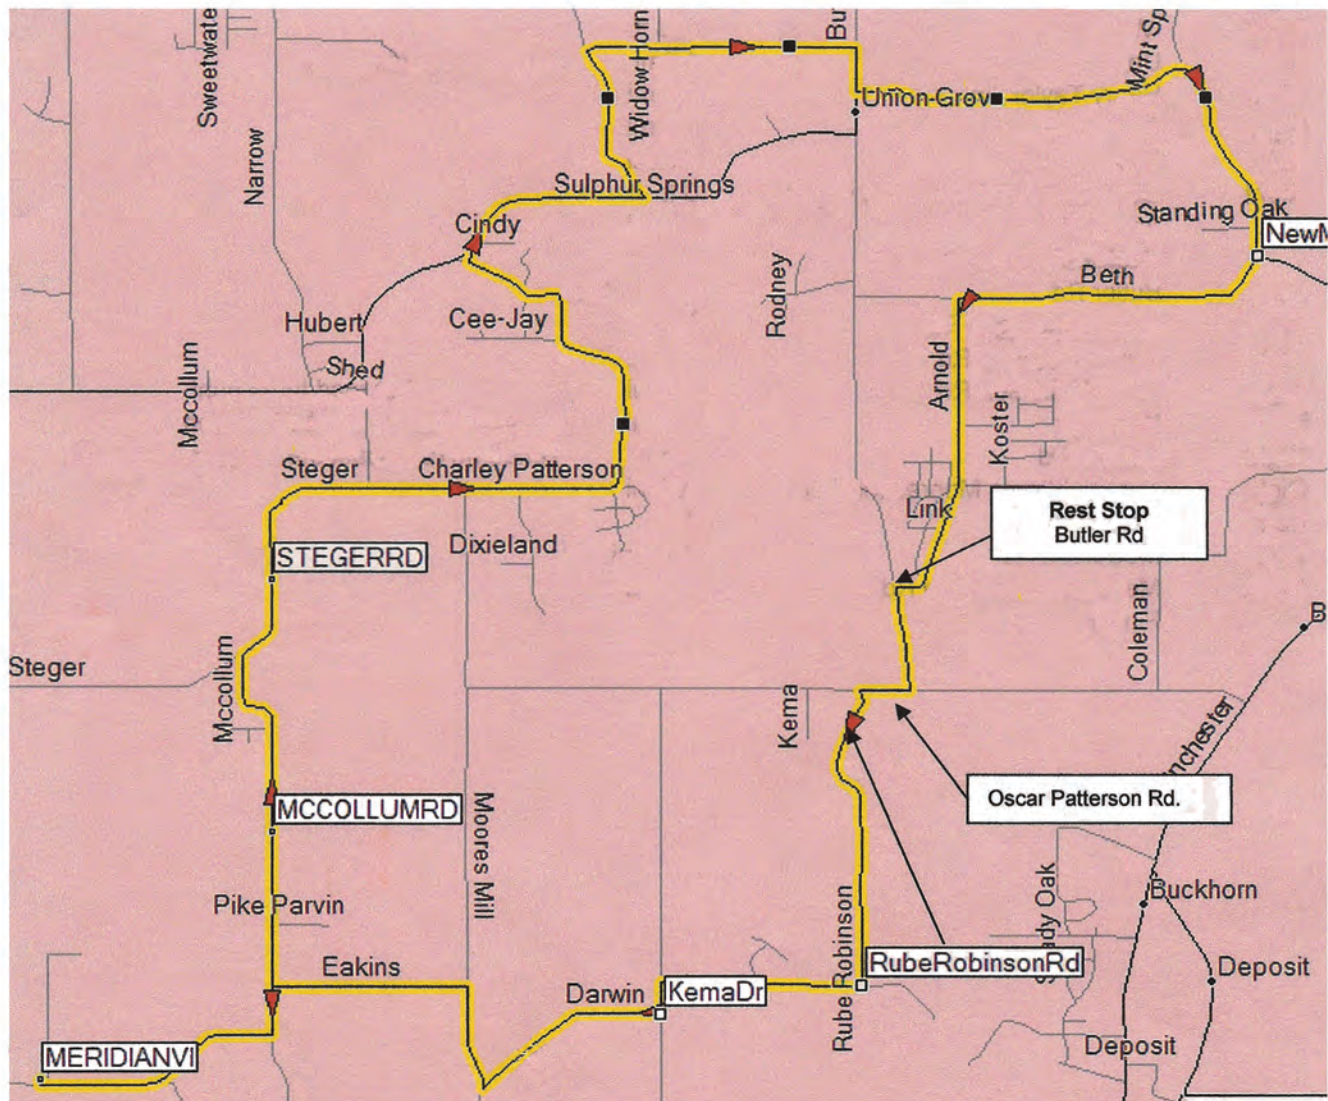 Sweetwate
Widow Horn
Bu
Mint Sp
Union Grov
Narrow
Sulphur Springs
Cindy
Standing Oak
NewM
Beth
Rodney
Hubert
Cee-Jay
Shed
Mccollum
Arnold
Koster
Steger
Charley Patterson
Link
Rest Stop
Butler Rd
Dixieland
STEGERRD
Coleman
B
Steger
Mccollum
Kema
nchester
Oscar Patterson Rd.
MCCOLLUMRD
Moores Mill
Pike Parvin
Buckhorn
ady Oak
Rube Robinson
RubeRobinsonRd
Eakins
Darwin
KemaDr
Deposit
MERIDIANVI
Deposit